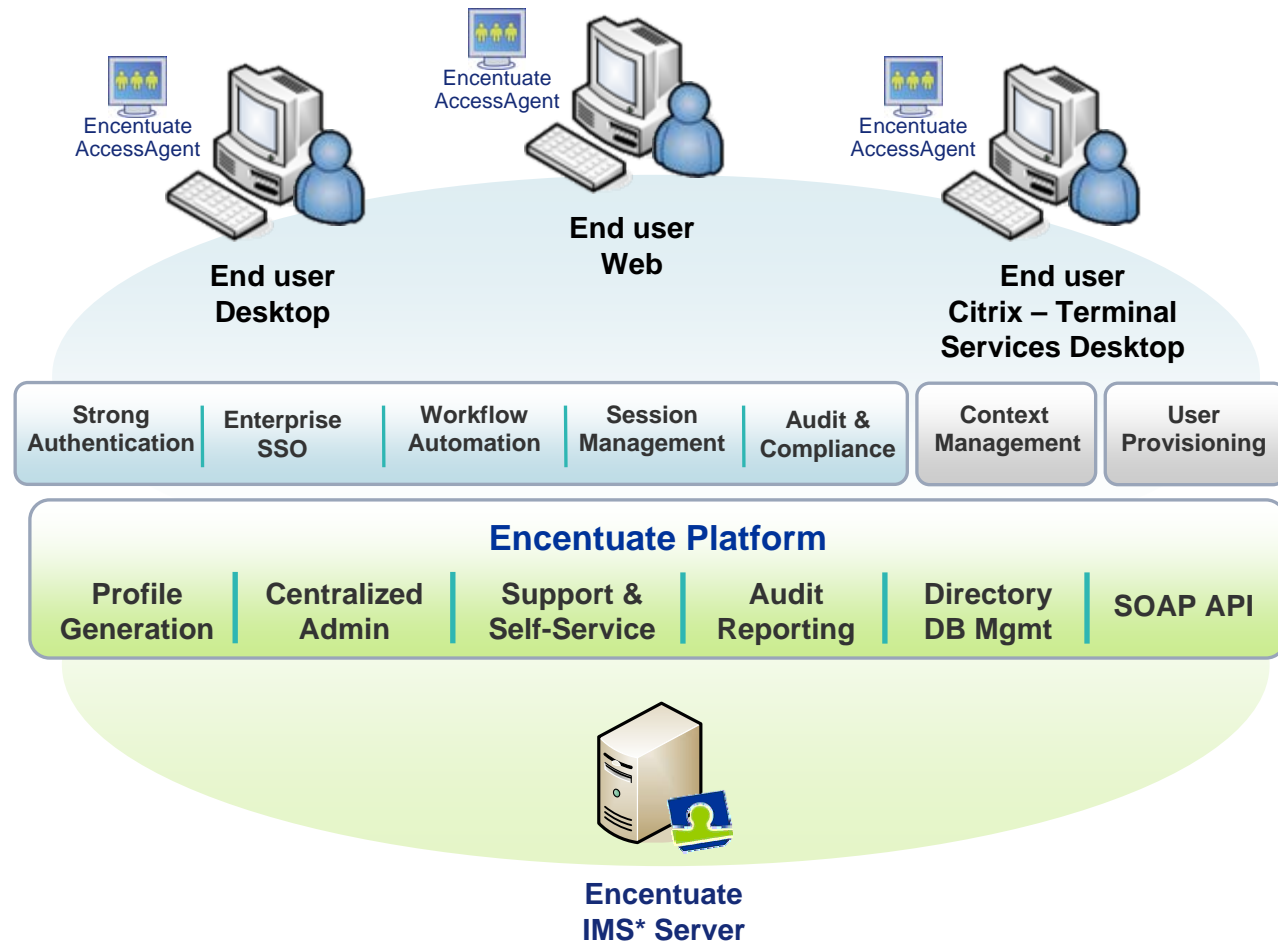 Encentuate
AccessAgent
Encentuate
AccessAgent
Encentuate
AccessAgent
End user
Desktop
End user
Web
End user
Citrix – Terminal
Services Desktop
Strong
Authentication
Enterprise
SSO
Workflow
Automation
Session
Management
Audit &
Compliance
Context
Management
User
Provisioning
Encentuate Platform
Profile
Generation
Centralized
Admin
Support &
Self-Service
Audit
Reporting
Directory
DB Mgmt
SOAP API
Encentuate
IMS* Server